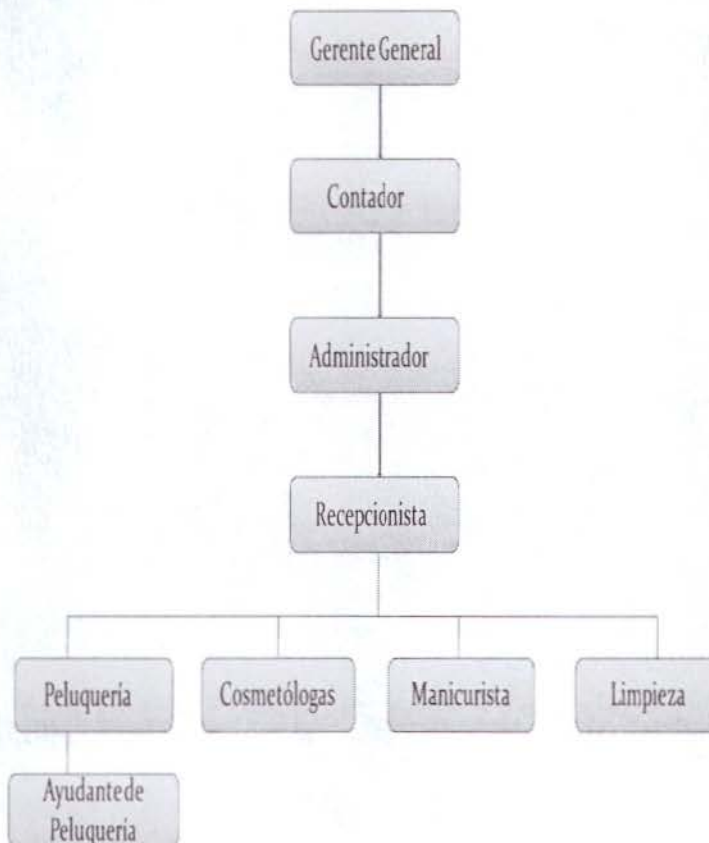 Gerente General
Contador
Administrador
Recepcionista
Peluquería
Cosmetólogas
Manicurista
Limpieza
Ayudante de
Peluquería